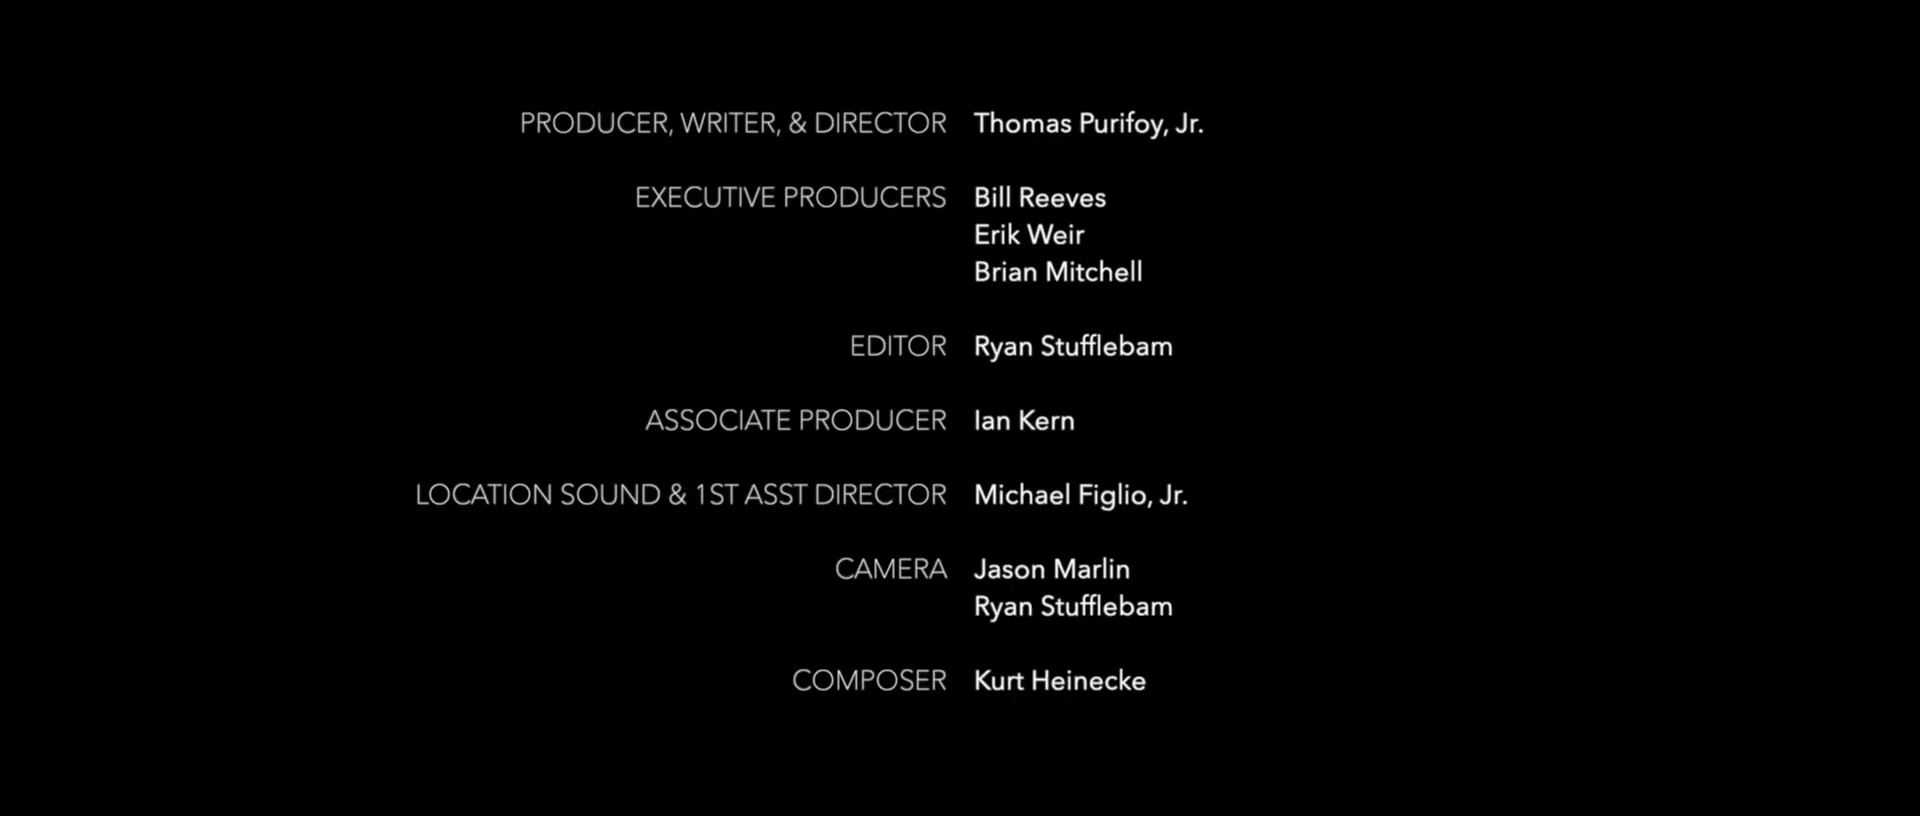 PRODUCER, WRITER, & DIRECTOR Thomas Purifoy, Jr.
EXECUTIVE PRODUCERS Bill Reeves
Erik Weir
Brian Mitchell
EDITOR Ryan Stufflebam
ASSOCIATE PRODUCER Ian Kern
LOCATION SOUND & 1ST ASST DIRECTOR Michael Figlio, Jr.
CAMERA Jason Marlin
Ryan Stufflebam
COMPOSER Kurt Heinecke